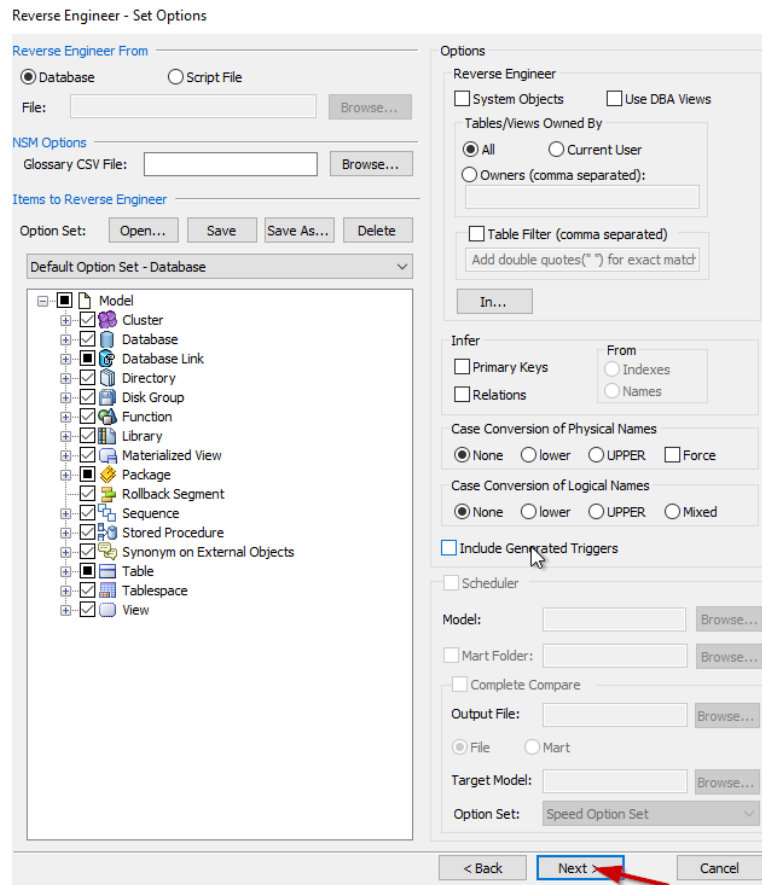 Reverse Engineer - Set Options
Reverse Engineer From
Database
Script File
File:
Browse...
NSM Options
Glossary CSV File:
Browse...
Items to Reverse Engineer
Option Set:
Open...
Save
Save As...
Delete
Default Option Set - Database
Model
Cluster
Database
Database Link
Directory
Disk Group
Function
Library
Materialized View
Package
Rollback Segment
Sequence
Stored Procedure
Synonym on External Objects
Table
Tablespace
View
Options
Reverse Engineer
System Objects
Use DBA Views
Tables/Views Owned By
All
Current User
Owners (comma separated):
Table Filter (comma separated)
Add double quotes(" ") for exact match
In...
Infer
Primary Keys
Relations
From
Indexes
Names
Case Conversion of Physical Names
None
lower
UPPER
Force
Case Conversion of Logical Names
None
lower
UPPER
Mixed
Include Generated Triggers
Scheduler
Model:
Browse...
Mart Folder:
Browse...
Complete Compare
Output File:
Browse...
File
Mart
Target Model:
Browse...
Option Set:
Speed Option Set
< Back
Next >
Cancel